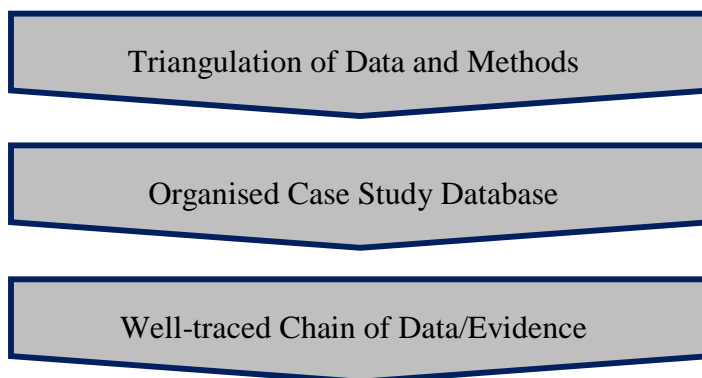 Triangulation of Data and Methods
Organised Case Study Database
Well-traced Chain of Data/Evidence